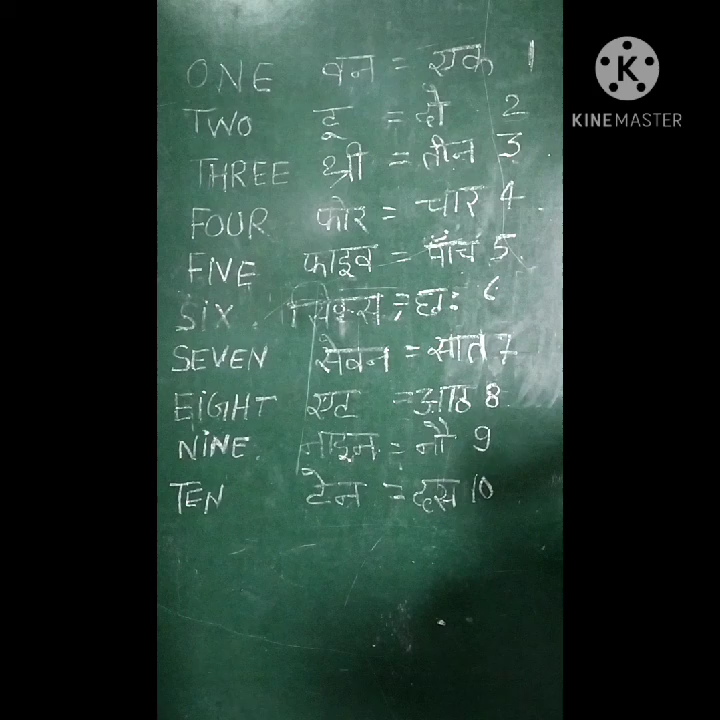 ONE वन = एक 1
TWO टू = दो 2
THREE थ्री = तीन 3
FOUR फोर = चार 4
FIVE फाइव = पाँच 5
SIX. सिक्स = छः 6
SEVEN सेवन = सात 7
EIGHT एट = आठ 8
NINE. नाइन = नौ 9
TEN टेन = दस 10
K
KINEMASTER